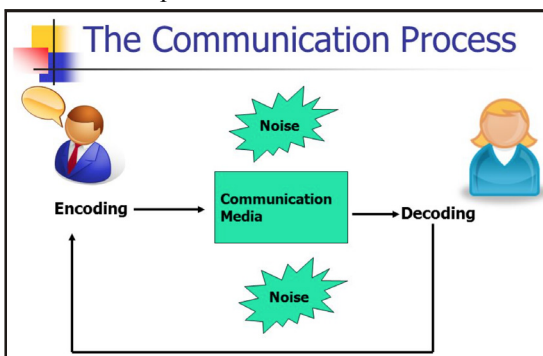 The Communication Process
Noise
Encoding
Communication
Media
Decoding
Noise